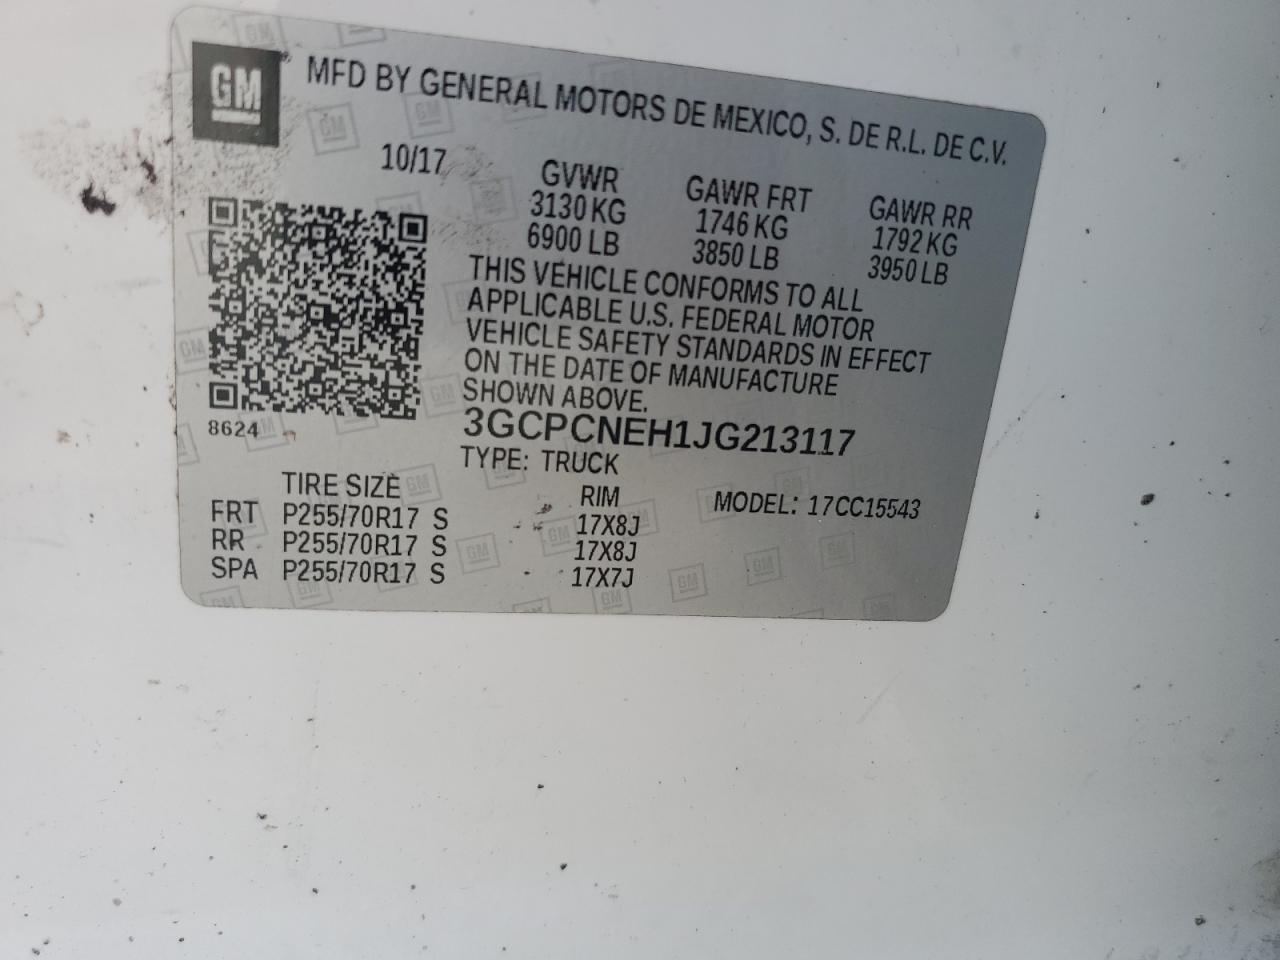 GM MFD BY GENERAL MOTORS DE MEXICO, S. DE R.L. DE C.V.
10/17
GVWR GAWR FRT GAWR RR
3130 KG 1746 KG 1792 KG
6900 LB 3850 LB 3950 LB
THIS VEHICLE CONFORMS TO ALL
APPLICABLE U.S. FEDERAL MOTOR
VEHICLE SAFETY STANDARDS IN EFFECT
ON THE DATE OF MANUFACTURE
SHOWN ABOVE.
8624
3GCPCNEH1JG213117
TYPE: TRUCK
TIRE SIZE RIM MODEL: 17CC15543
FRT P255/70R17 S 17X8J
RR P255/70R17 S 17X8J
SPA P255/70R17 S 17X7J